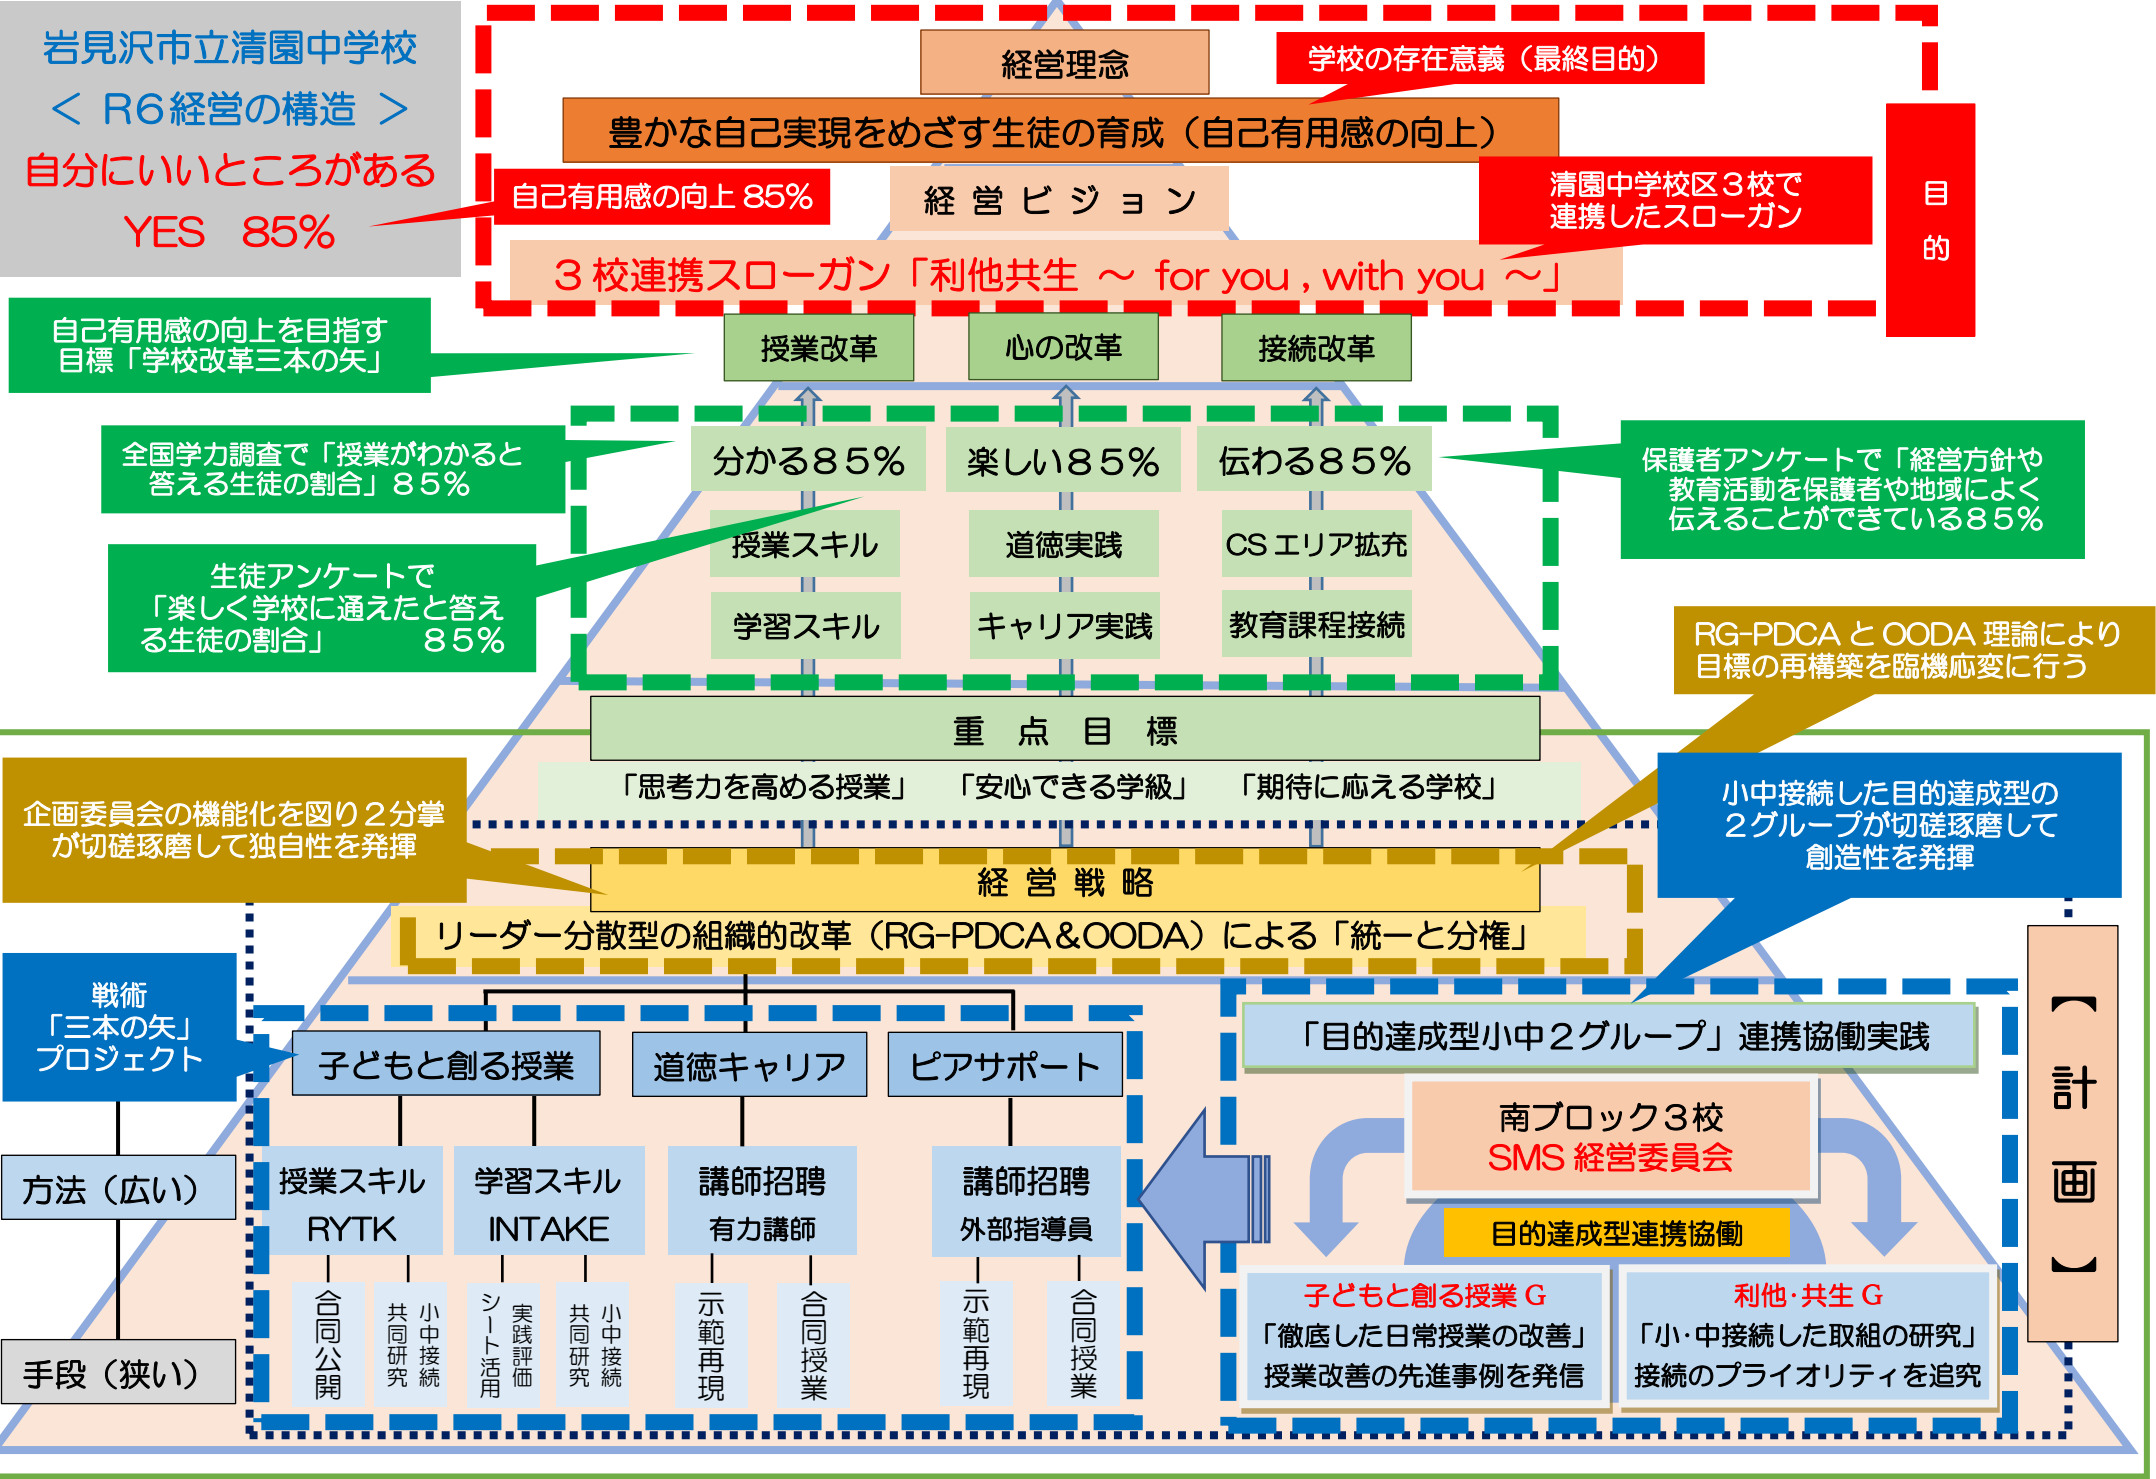 岩見沢市立清園中学校
＜ R6経営の構造 ＞
自分にいいところがある
YES 85%
経営理念
学校の存在意義（最終目的）
豊かな自己実現をめざす生徒の育成（自己有用感の向上）
自己有用感の向上 85%
経 営 ビ ジ ョ ン
清園中学校区３校で
連携したスローガン
目
的
３校連携スローガン「利他共生 ～ for you , with you ～」
自己有用感の向上を目指す
目標「学校改革三本の矢」
授業改革
心の改革
接続改革
全国学力調査で「授業がわかると
答える生徒の割合」８５％
分かる８５％
楽しい８５％
伝わる８５％
保護者アンケートで「経営方針や
教育活動を保護者や地域によく
伝えることができている８５％
生徒アンケートで
「楽しく学校に通えたと答え
る生徒の割合」 ８５％
授業スキル
道徳実践
CS エリア拡充
学習スキル
キャリア実践
教育課程接続
RG-PDCA と OODA 理論により
目標の再構築を臨機応変に行う
重 点 目 標
「思考力を高める授業」 「安心できる学級」 「期待に応える学校」
企画委員会の機能化を図り２分掌
が切磋琢磨して独自性を発揮
小中接続した目的達成型の
２グループが切磋琢磨して
創造性を発揮
経 営 戦 略
リーダー分散型の組織的改革（RG-PDCA＆OODA）による「統一と分権」
【計画】
戦術
「三本の矢」
プロジェクト
方法（広い）
手段（狭い）
子どもと創る授業
道徳キャリア
ピアサポート
授業スキル
RYTK
学習スキル
INTAKE
講師招聘
有力講師
講師招聘
外部指導員
合同公開
小中接続
共同研究
実践評価
シート活用
小中接続
共同研究
示範再現
合同授業
示範再現
合同授業
「目的達成型小中２グループ」連携協働実践
南ブロック３校
SMS 経営委員会
目的達成型連携協働
子どもと創る授業 G
「徹底した日常授業の改善」
授業改善の先進事例を発信
利他・共生 G
「小・中接続した取組の研究」
接続のプライオリティを追究